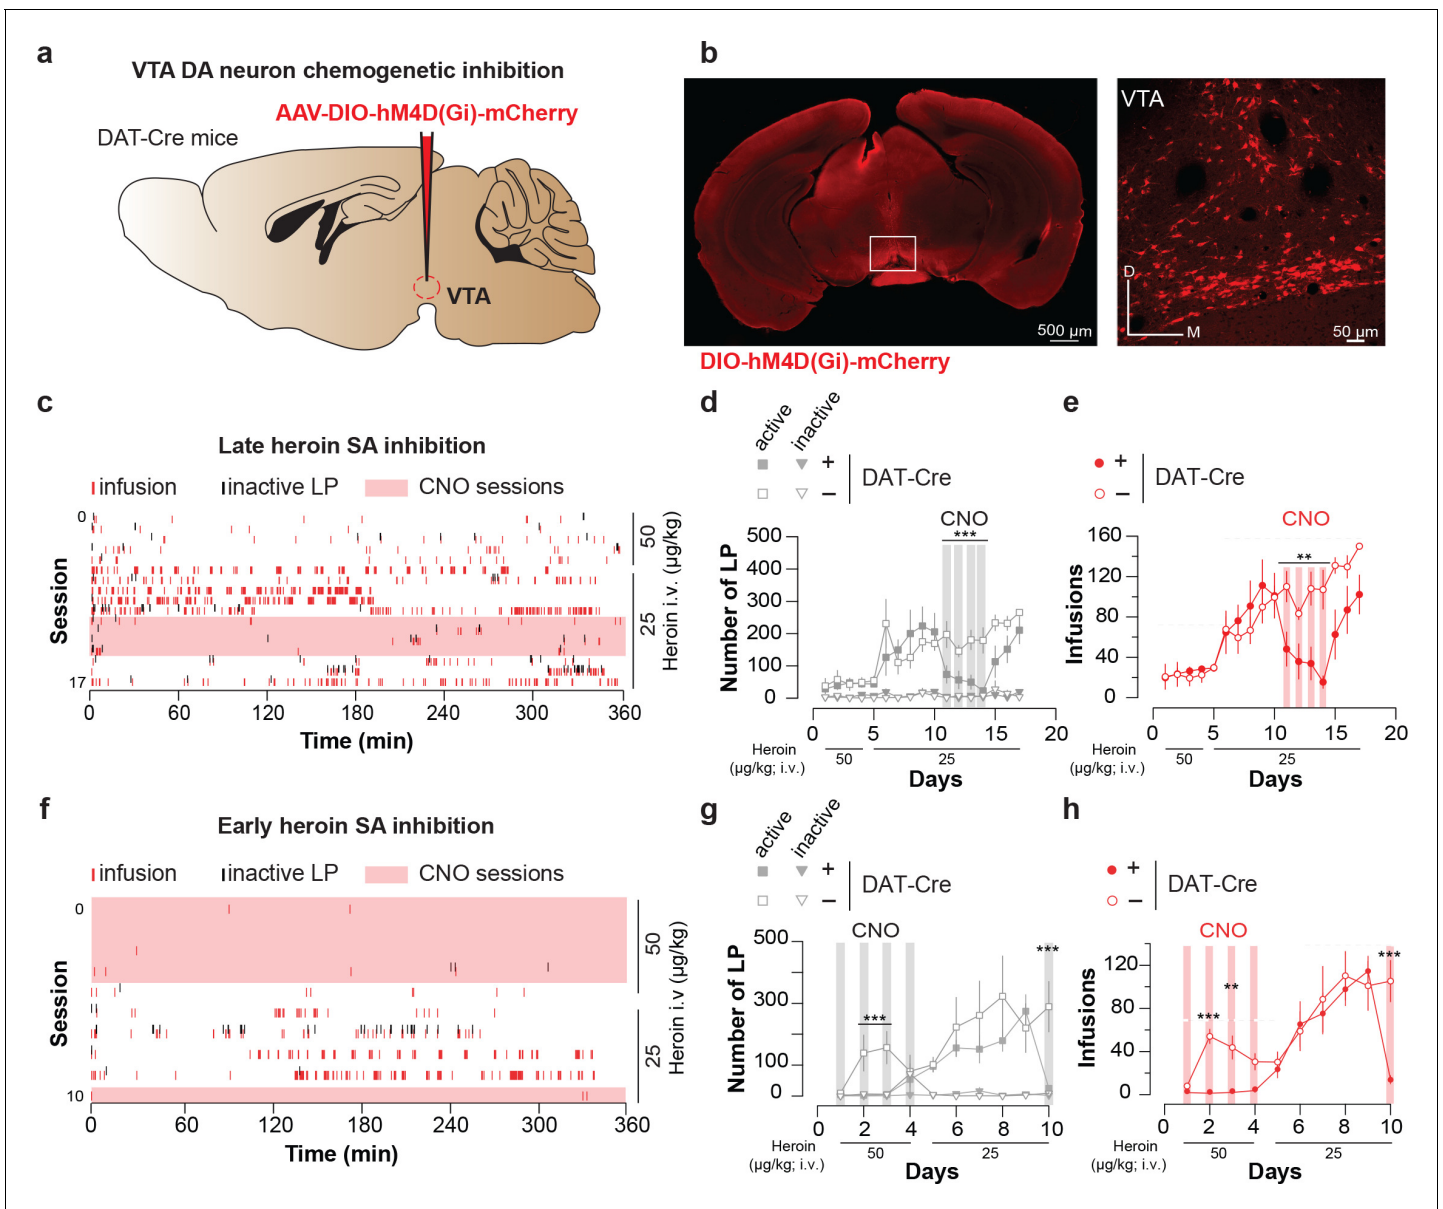 a
VTA DA neuron chemogenetic inhibition
AAV-DIO-hM4D(Gi)-mCherry
DAT-Cre mice
VTA
b
VTA
D
M
500 µm
50 µm
DIO-hM4D(Gi)-mCherry
c
Late heroin SA inhibition
infusion
inactive LP
CNO sessions
0
17
Session
50
25
Heroin i.v. (µg/kg)
0 60 120 180 240 300 360
Time (min)
d
active
inactive
+
−
DAT-Cre
CNO
***
500
400
300
200
100
0
Number of LP
0 5 10 15 20
Heroin
(µg/kg; i.v.)
50
25
Days
e
+
−
DAT-Cre
CNO
**
160
120
80
40
0
Infusions
0 5 10 15 20
Heroin
(µg/kg; i.v.)
50
25
Days
f
Early heroin SA inhibition
infusion
inactive LP
CNO sessions
0
10
Session
50
25
Heroin i.v (µg/kg)
0 60 120 180 240 300 360
Time (min)
g
active
inactive
+
−
DAT-Cre
CNO
***
***
500
300
100
0
Number of LP
0 2 4 6 8 10
Heroin
(µg/kg; i.v.)
50
25
Days
h
+
−
DAT-Cre
CNO
***
**
***
120
80
40
0
Infusions
0 2 4 6 8 10
Heroin
(µg/kg; i.v.)
50
25
Days